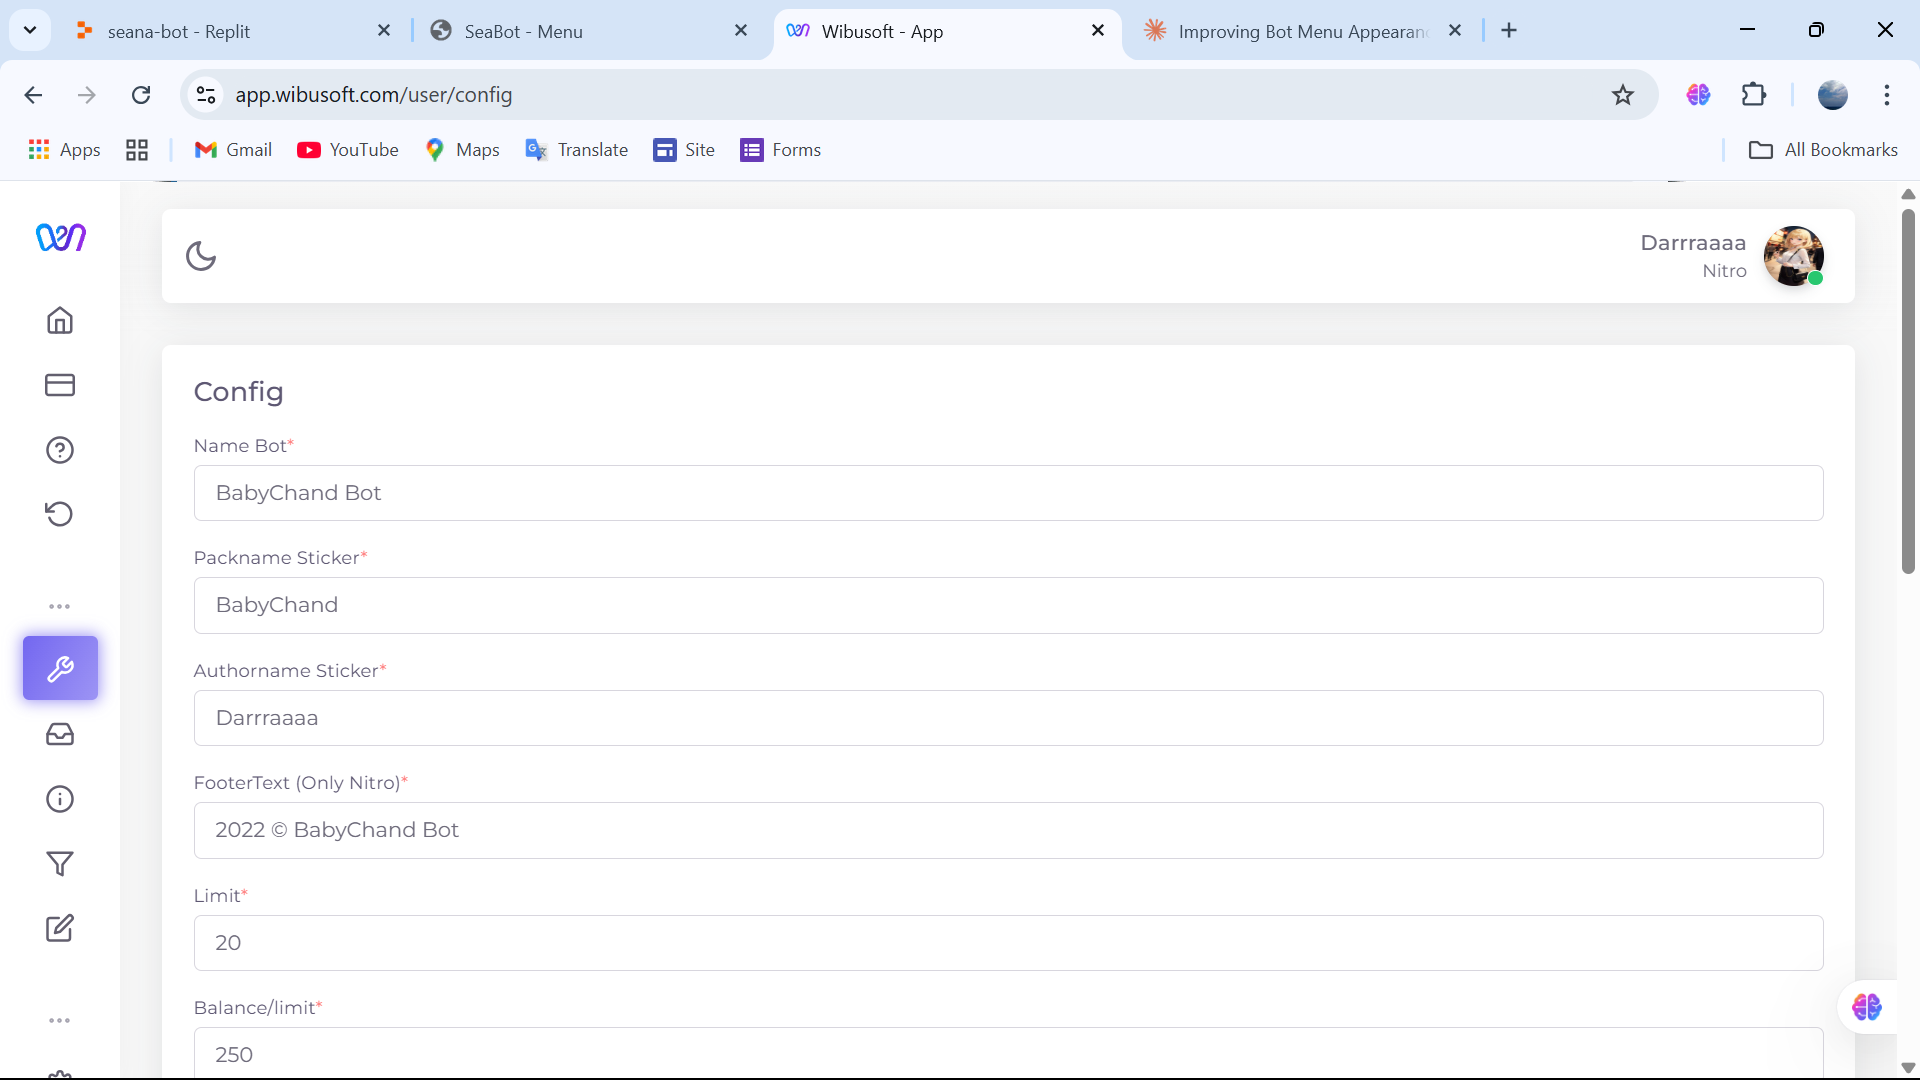 seana-bot - Replit
SeaBot - Menu
Wibusoft - App
Improving Bot Menu Appearan
app.wibusoft.com/user/config
Apps
Gmail
YouTube
Maps
Translate
Site
Forms
All Bookmarks
Darrraaaa
Nitro
Config
Name Bot*
BabyChand Bot
Packname Sticker*
BabyChand
Authorname Sticker*
Darrraaaa
FooterText (Only Nitro)*
2022 © BabyChand Bot
Limit*
20
Balance/limit*
250